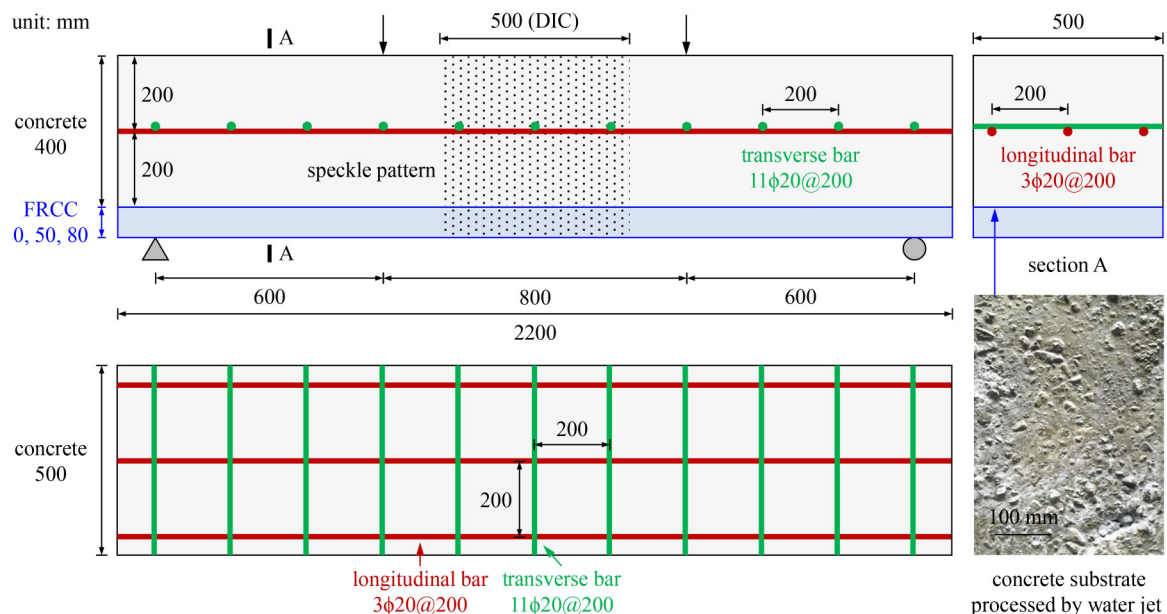 unit: mm
A
500 (DIC)
500
200
200
200
concrete
400
200
speckle pattern
transverse bar
11ϕ20@200
longitudinal bar
3ϕ20@200
FRCC
0, 50, 80
A
section A
600
800
600
2200
concrete
500
200
200
100 mm
longitudinal bar
3ϕ20@200
transverse bar
11ϕ20@200
concrete substrate
processed by water jet